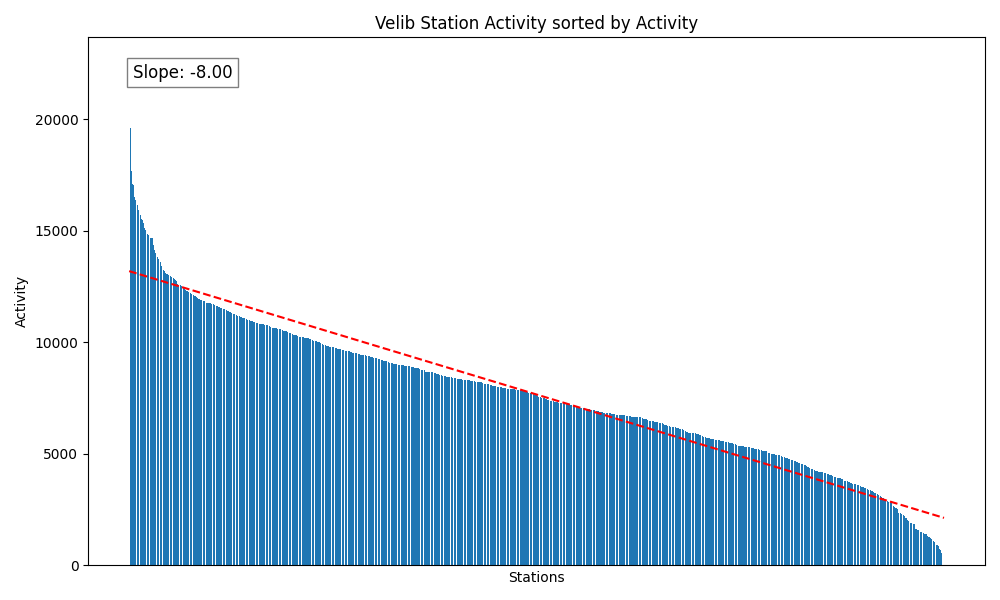 Velib Station Activity sorted by Activity
Slope: -8.00
20000
15000
10000
5000
0
Activity
Stations